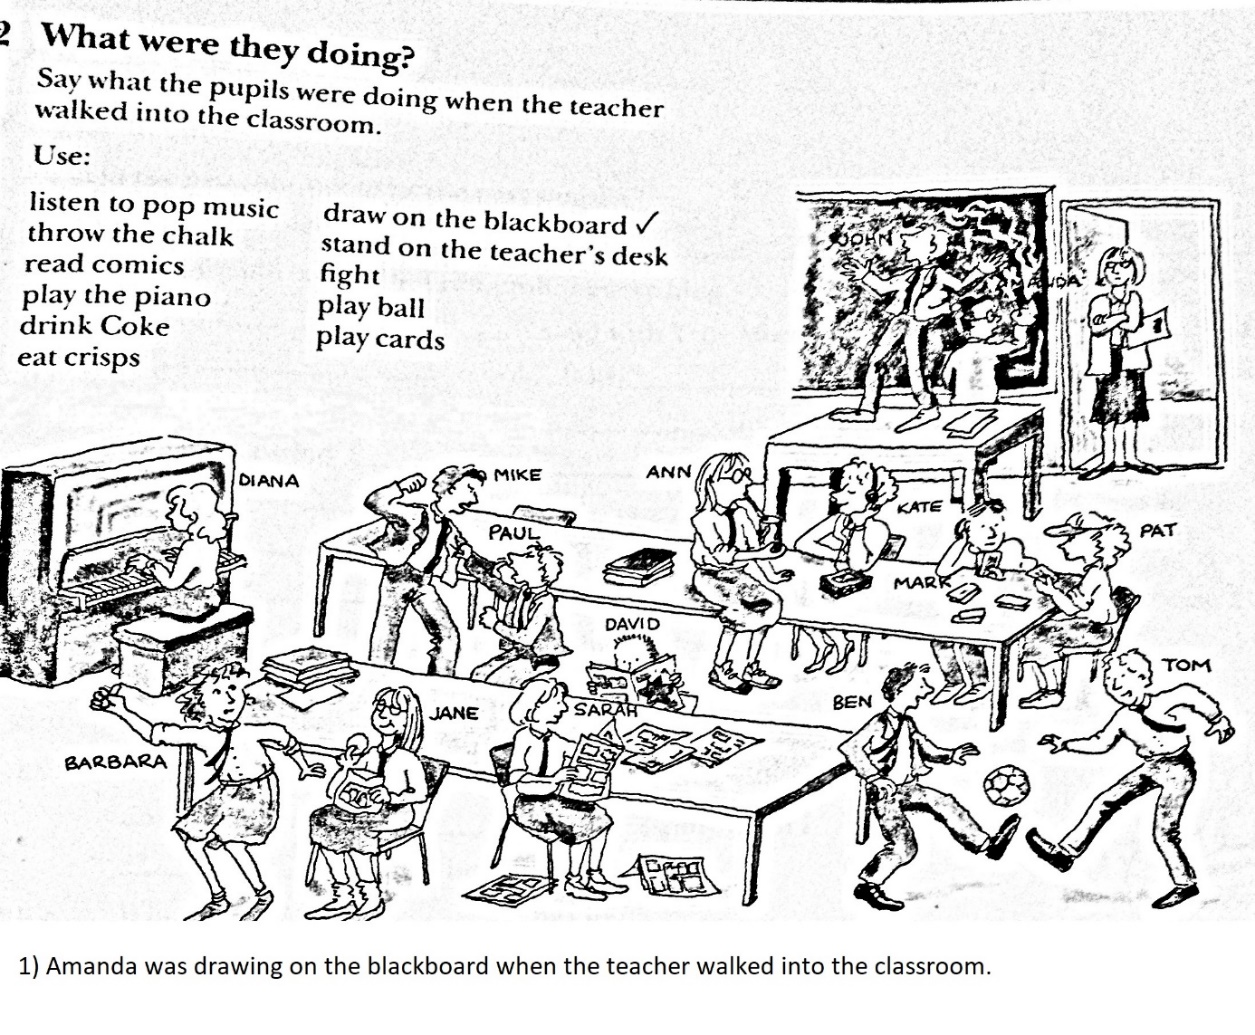 2 What were they doing?
Say what the pupils were doing when the teacher
walked into the classroom.
Use:
listen to pop music
throw the chalk
read comics
play the piano
drink Coke
eat crisps
draw on the blackboard ✓
stand on the teacher's desk
fight
play ball
play cards
JOHN
DIANA
MIKE
ANN
KATE
PAUL
PAT
MARK
DAVID
TOM
BEN
JANE
SARAH
BARBARA
1) Amanda was drawing on the blackboard when the teacher walked into the classroom.